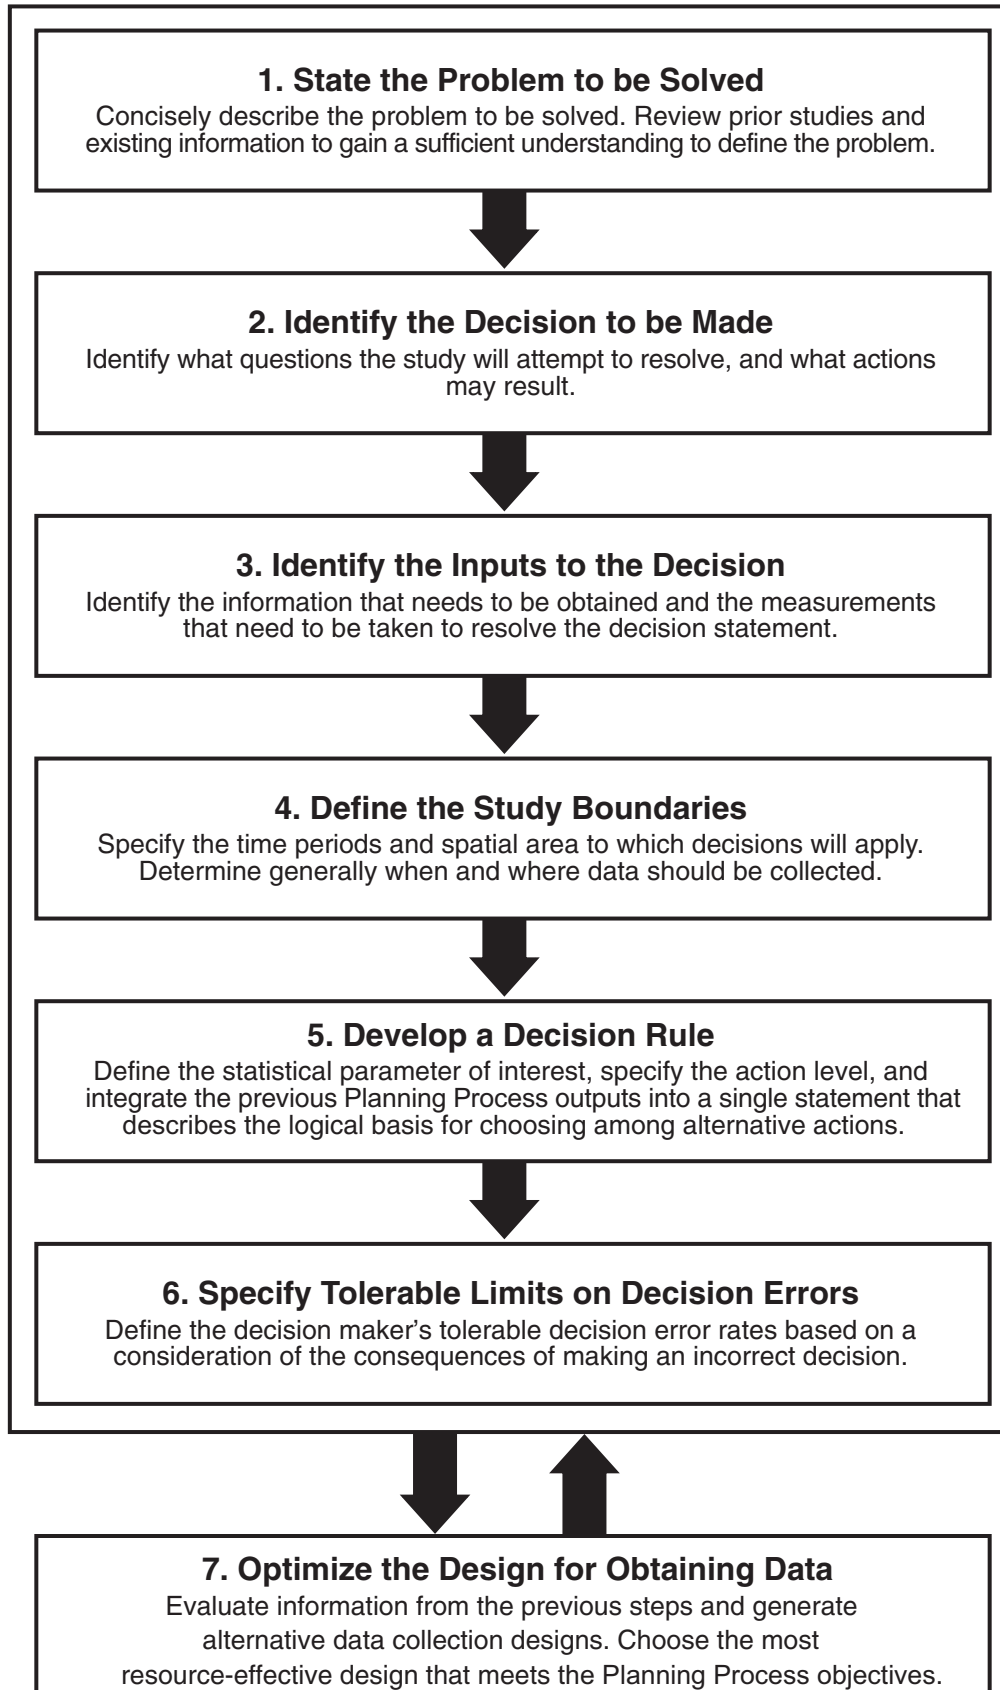 1. State the Problem to be Solved
Concisely describe the problem to be solved. Review prior studies and
existing information to gain a sufficient understanding to define the problem.
2. Identify the Decision to be Made
Identify what questions the study will attempt to resolve, and what actions
may result.
3. Identify the Inputs to the Decision
Identify the information that needs to be obtained and the measurements
that need to be taken to resolve the decision statement.
4. Define the Study Boundaries
Specify the time periods and spatial area to which decisions will apply.
Determine generally when and where data should be collected.
5. Develop a Decision Rule
Define the statistical parameter of interest, specify the action level, and
integrate the previous Planning Process outputs into a single statement that
describes the logical basis for choosing among alternative actions.
6. Specify Tolerable Limits on Decision Errors
Define the decision maker's tolerable decision error rates based on a
consideration of the consequences of making an incorrect decision.
7. Optimize the Design for Obtaining Data
Evaluate information from the previous steps and generate
alternative data collection designs. Choose the most
resource-effective design that meets the Planning Process objectives.